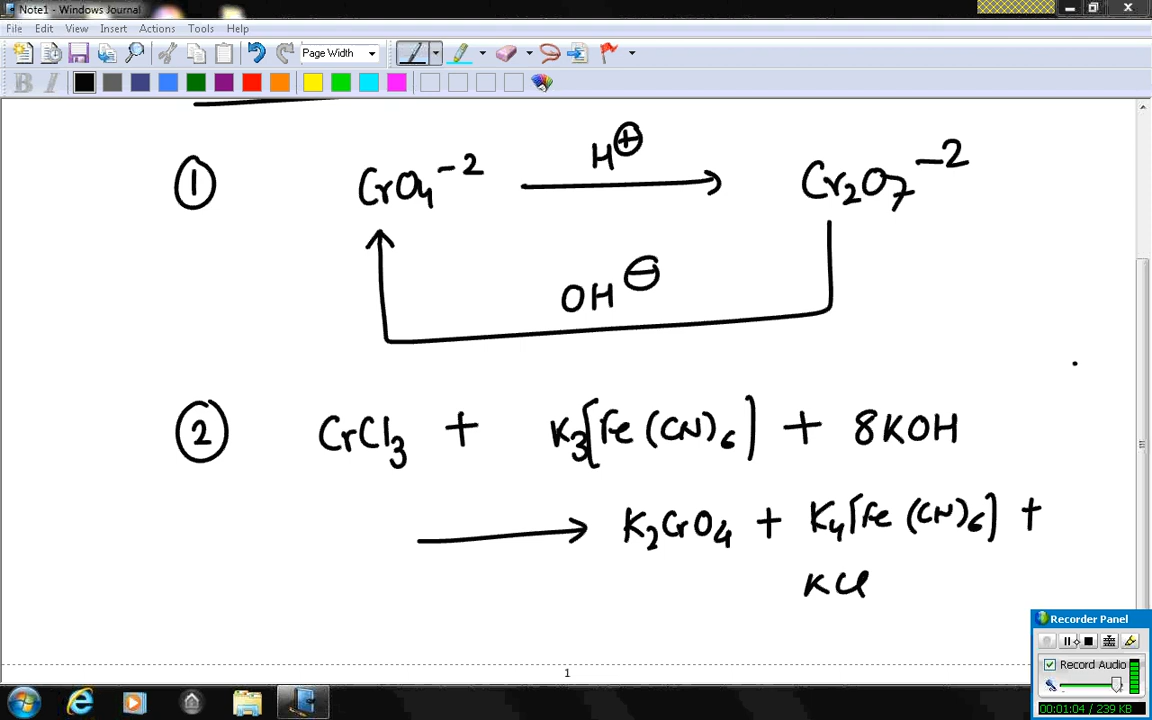 Note1 - Windows Journal
File Edit View Insert Actions Tools Help
Page Width
B I
① CrO₄⁻² H⊕ Cr₂O₇⁻²
OH⊖
② CrCl₃ + K₃[Fe(CN)₆] + 8KOH
⟶ K₂CrO₄ + K₄[Fe(CN)₆] +
KCl
Recorder Panel
Record Audio
00:01:04 / 239 KB
1